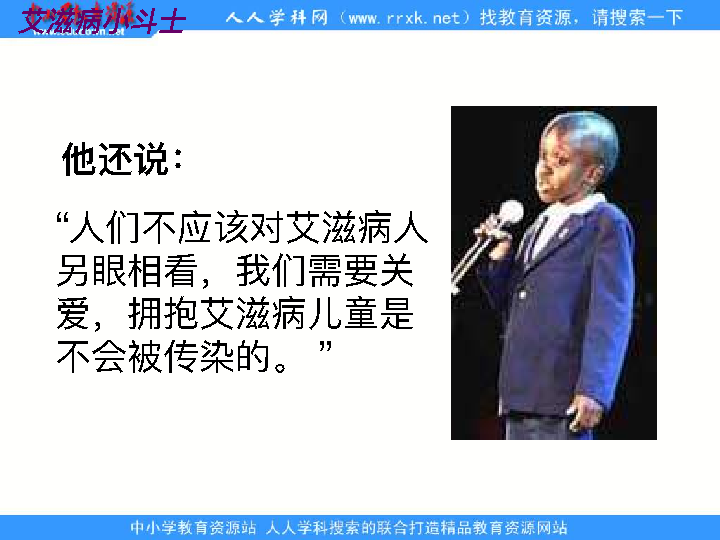 艾滋病小斗士
人人学科网（www.rrxk.net）找教育资源，请搜索一下
他还说：
“人们不应该对艾滋病人
另眼相看，我们需要关
爱，拥抱艾滋病儿童是
不会被传染的。 ”
中小学教育资源站 人人学科搜索的联合打造精品教育资源网站